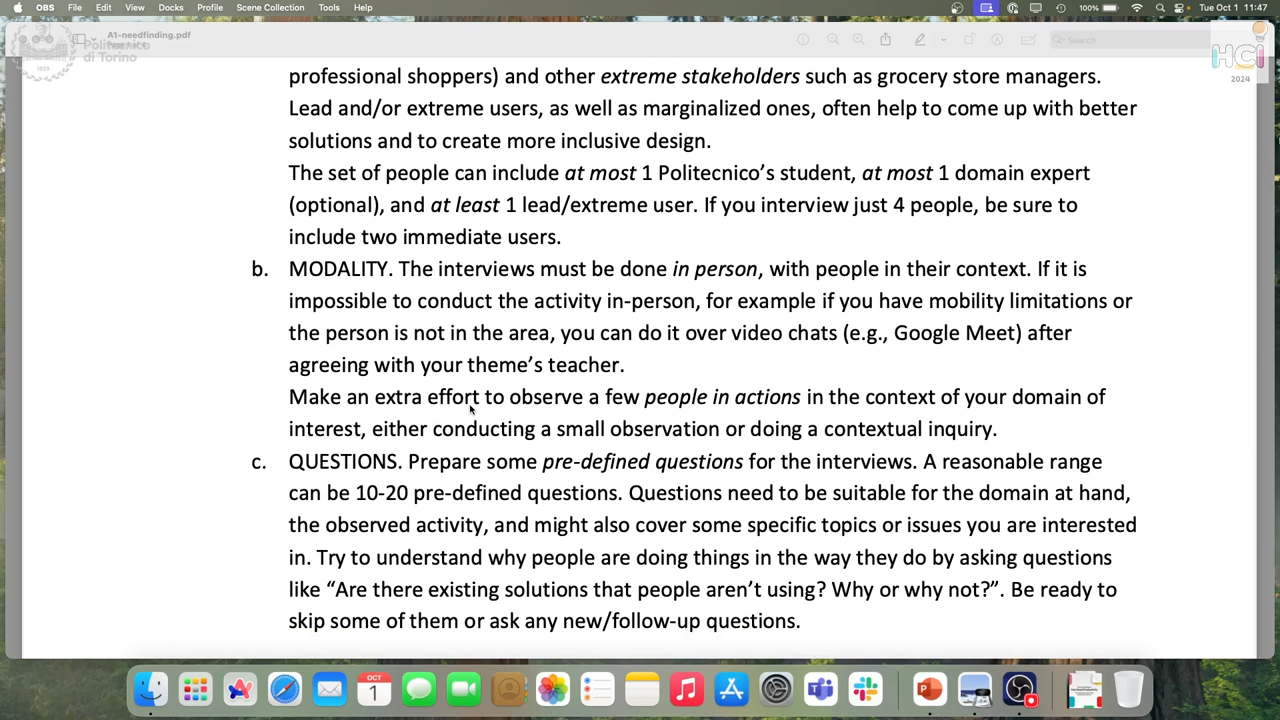 OBS File Edit View Docks Profile Scene Collection Tools Help 100% Tue Oct 1 11:47
A1-needfinding.pdf
Search
Politecnico
di Torino
1859
HCI
2024
professional shoppers) and other extreme stakeholders such as grocery store managers.
Lead and/or extreme users, as well as marginalized ones, often help to come up with better
solutions and to create more inclusive design.
The set of people can include at most 1 Politecnico’s student, at most 1 domain expert
(optional), and at least 1 lead/extreme user. If you interview just 4 people, be sure to
include two immediate users.
b. MODALITY. The interviews must be done in person, with people in their context. If it is
impossible to conduct the activity in-person, for example if you have mobility limitations or
the person is not in the area, you can do it over video chats (e.g., Google Meet) after
agreeing with your theme’s teacher.
Make an extra effort to observe a few people in actions in the context of your domain of
interest, either conducting a small observation or doing a contextual inquiry.
c. QUESTIONS. Prepare some pre-defined questions for the interviews. A reasonable range
can be 10-20 pre-defined questions. Questions need to be suitable for the domain at hand,
the observed activity, and might also cover some specific topics or issues you are interested
in. Try to understand why people are doing things in the way they do by asking questions
like “Are there existing solutions that people aren’t using? Why or why not?”. Be ready to
skip some of them or ask any new/follow-up questions.
OCT
1